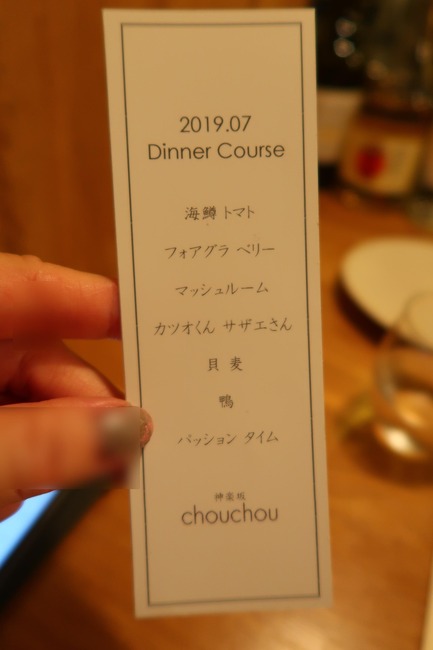 2019.07
Dinner Course
海鱒 トマト
フォアグラ ベリー
マッシュルーム
カツオくん サザエさん
貝 麦
鴨
パッション タイム
神楽坂
chouchou